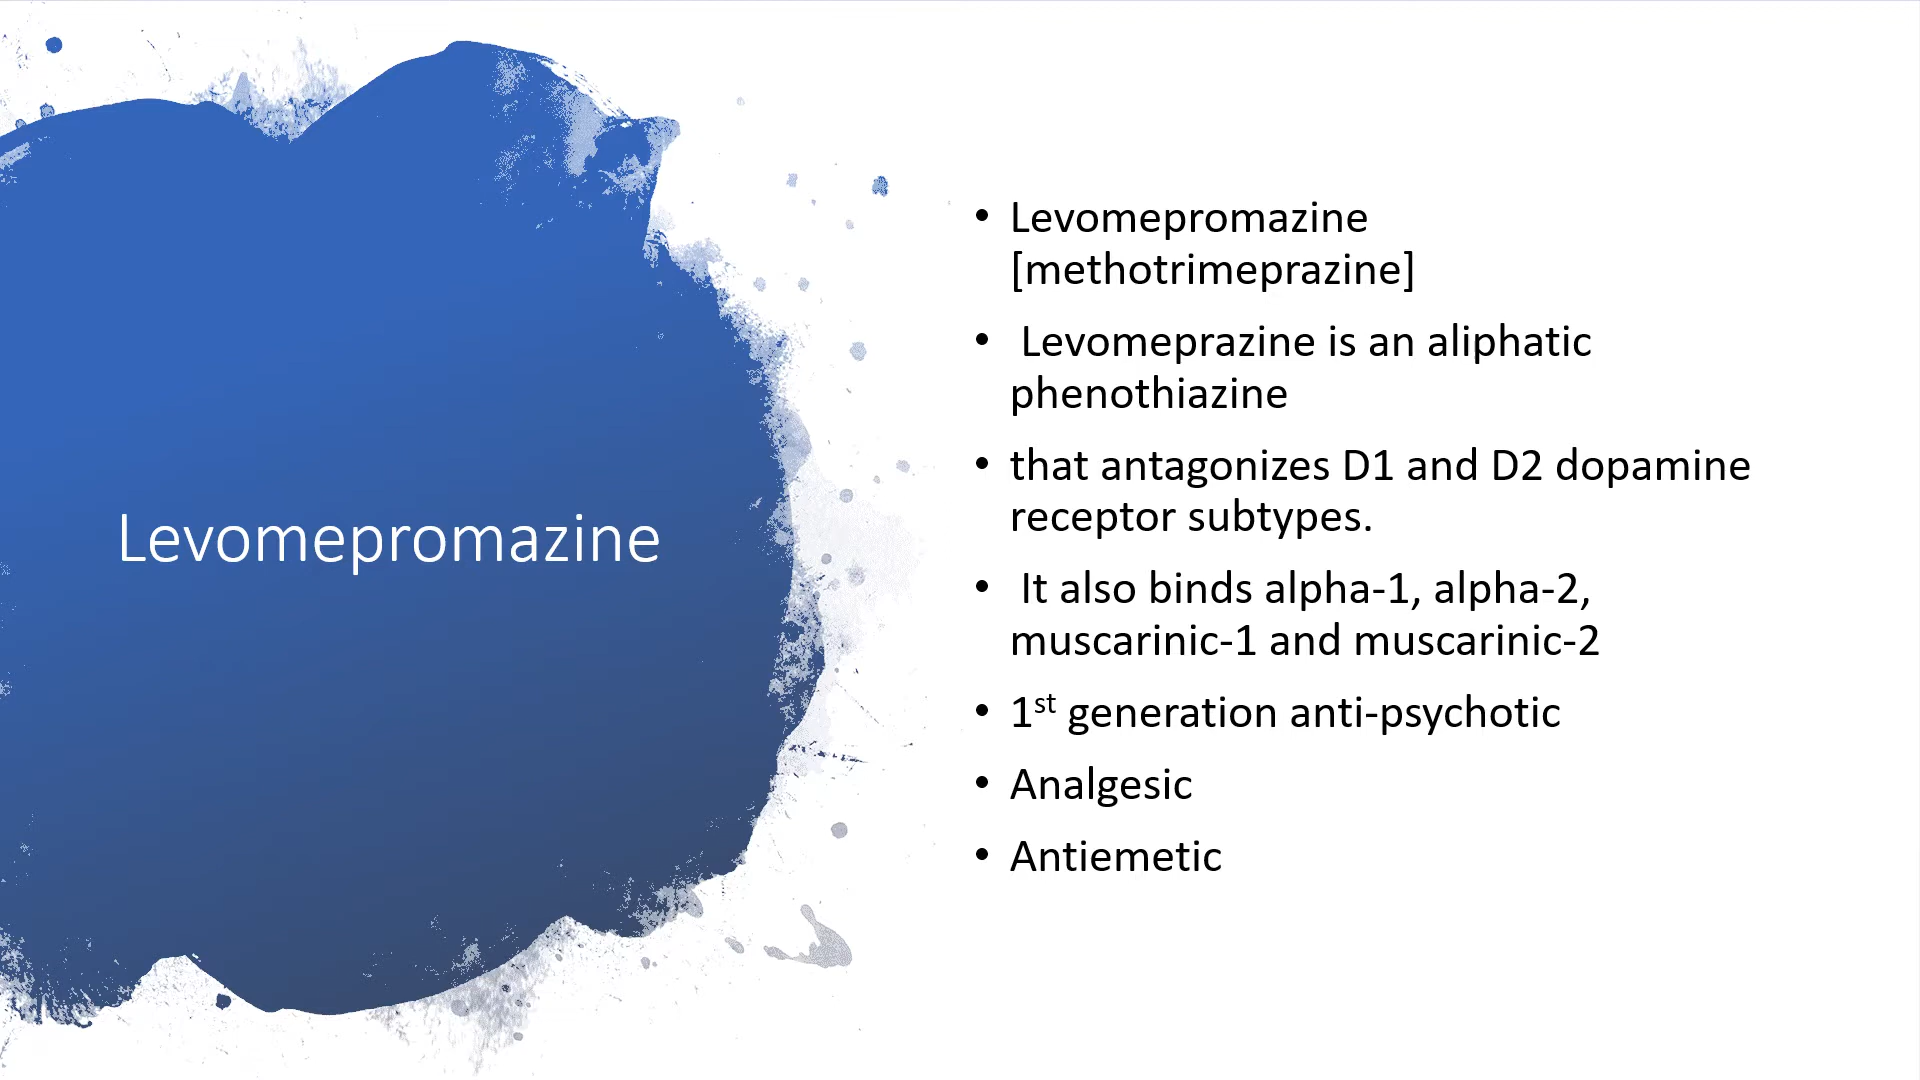 Levomepromazine
• Levomepromazine
[methotrimeprazine]
• Levomeprazine is an aliphatic
phenothiazine
• that antagonizes D1 and D2 dopamine
receptor subtypes.
• It also binds alpha-1, alpha-2,
muscarinic-1 and muscarinic-2
• 1st generation anti-psychotic
• Analgesic
• Antiemetic